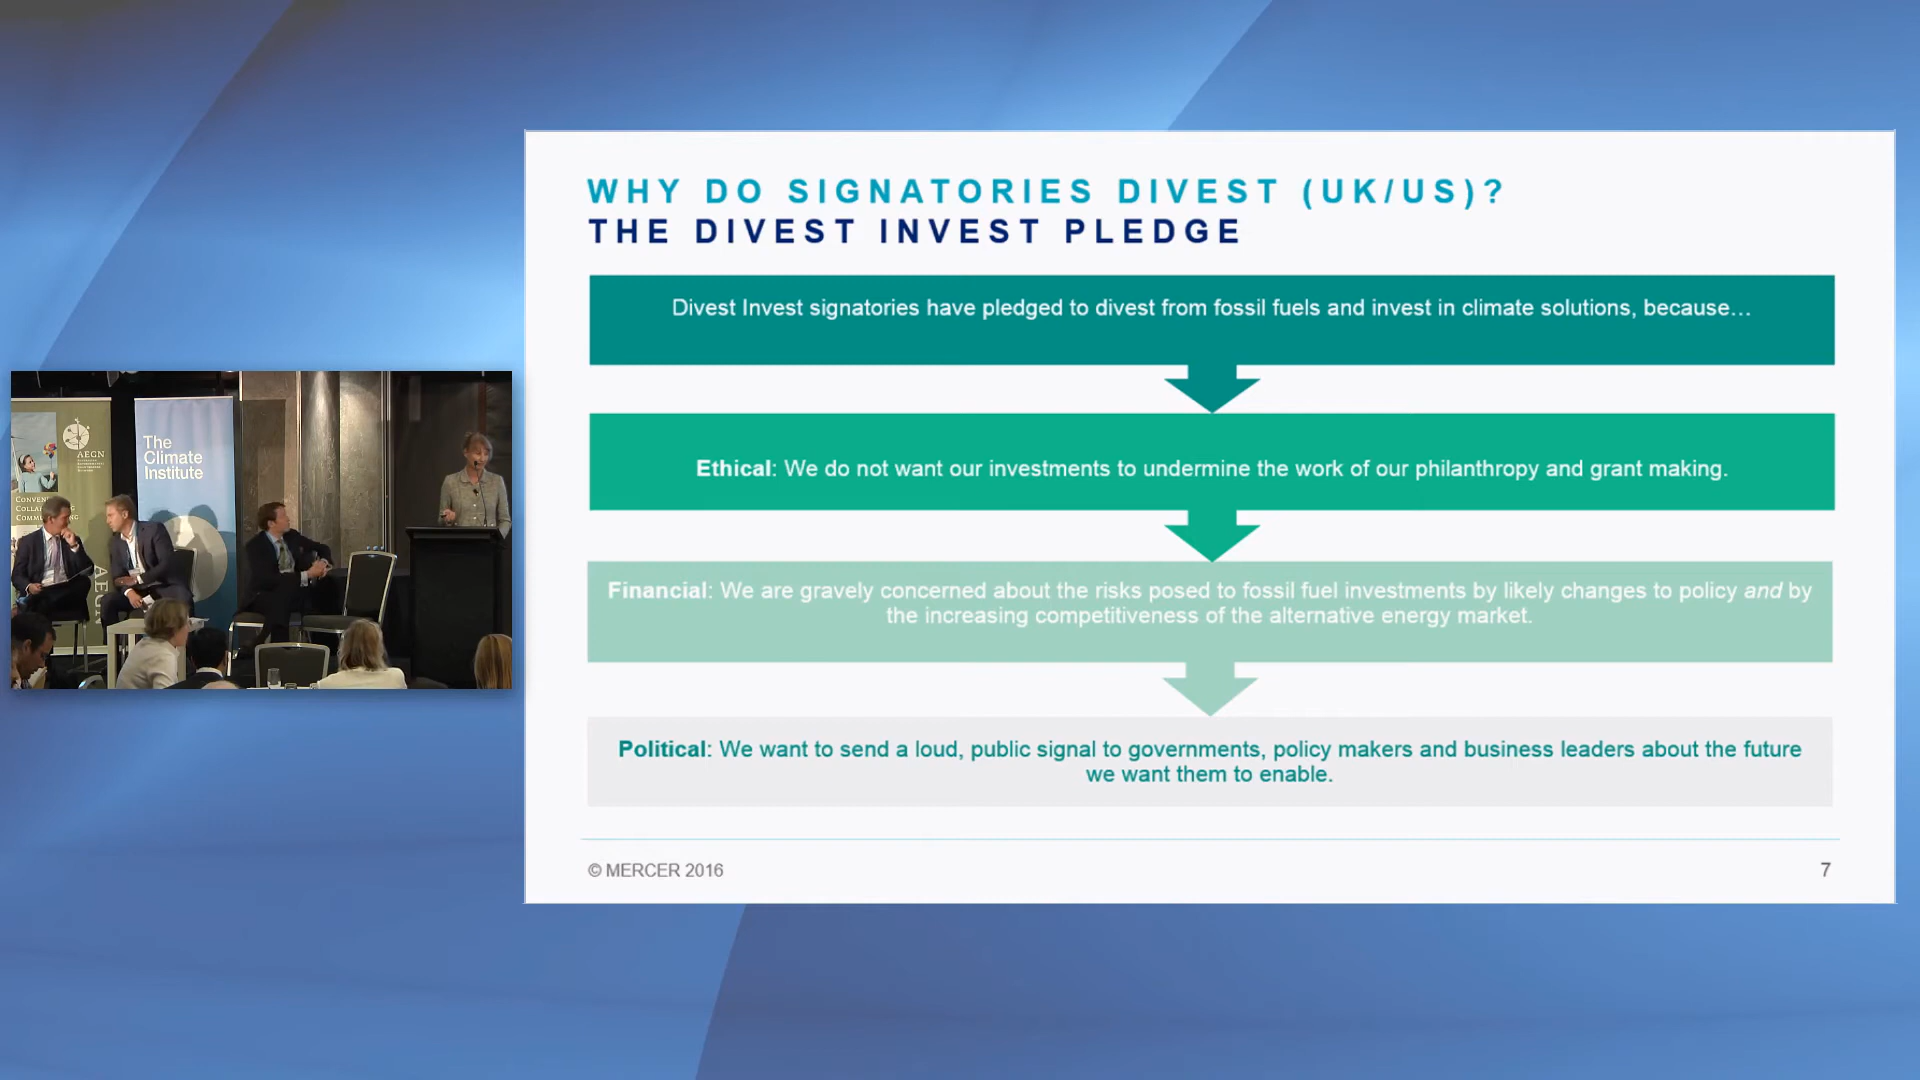 WHY DO SIGNATORIES DIVEST (UK/US)?
THE DIVEST INVEST PLEDGE
Divest Invest signatories have pledged to divest from fossil fuels and invest in climate solutions, because…
Ethical: We do not want our investments to undermine the work of our philanthropy and grant making.
Financial: We are gravely concerned about the risks posed to fossil fuel investments by likely changes to policy and by
the increasing competitiveness of the alternative energy market.
Political: We want to send a loud, public signal to governments, policy makers and business leaders about the future
we want them to enable.
© MERCER 2016
7
AEGN
The
Climate
Institute
AEGN